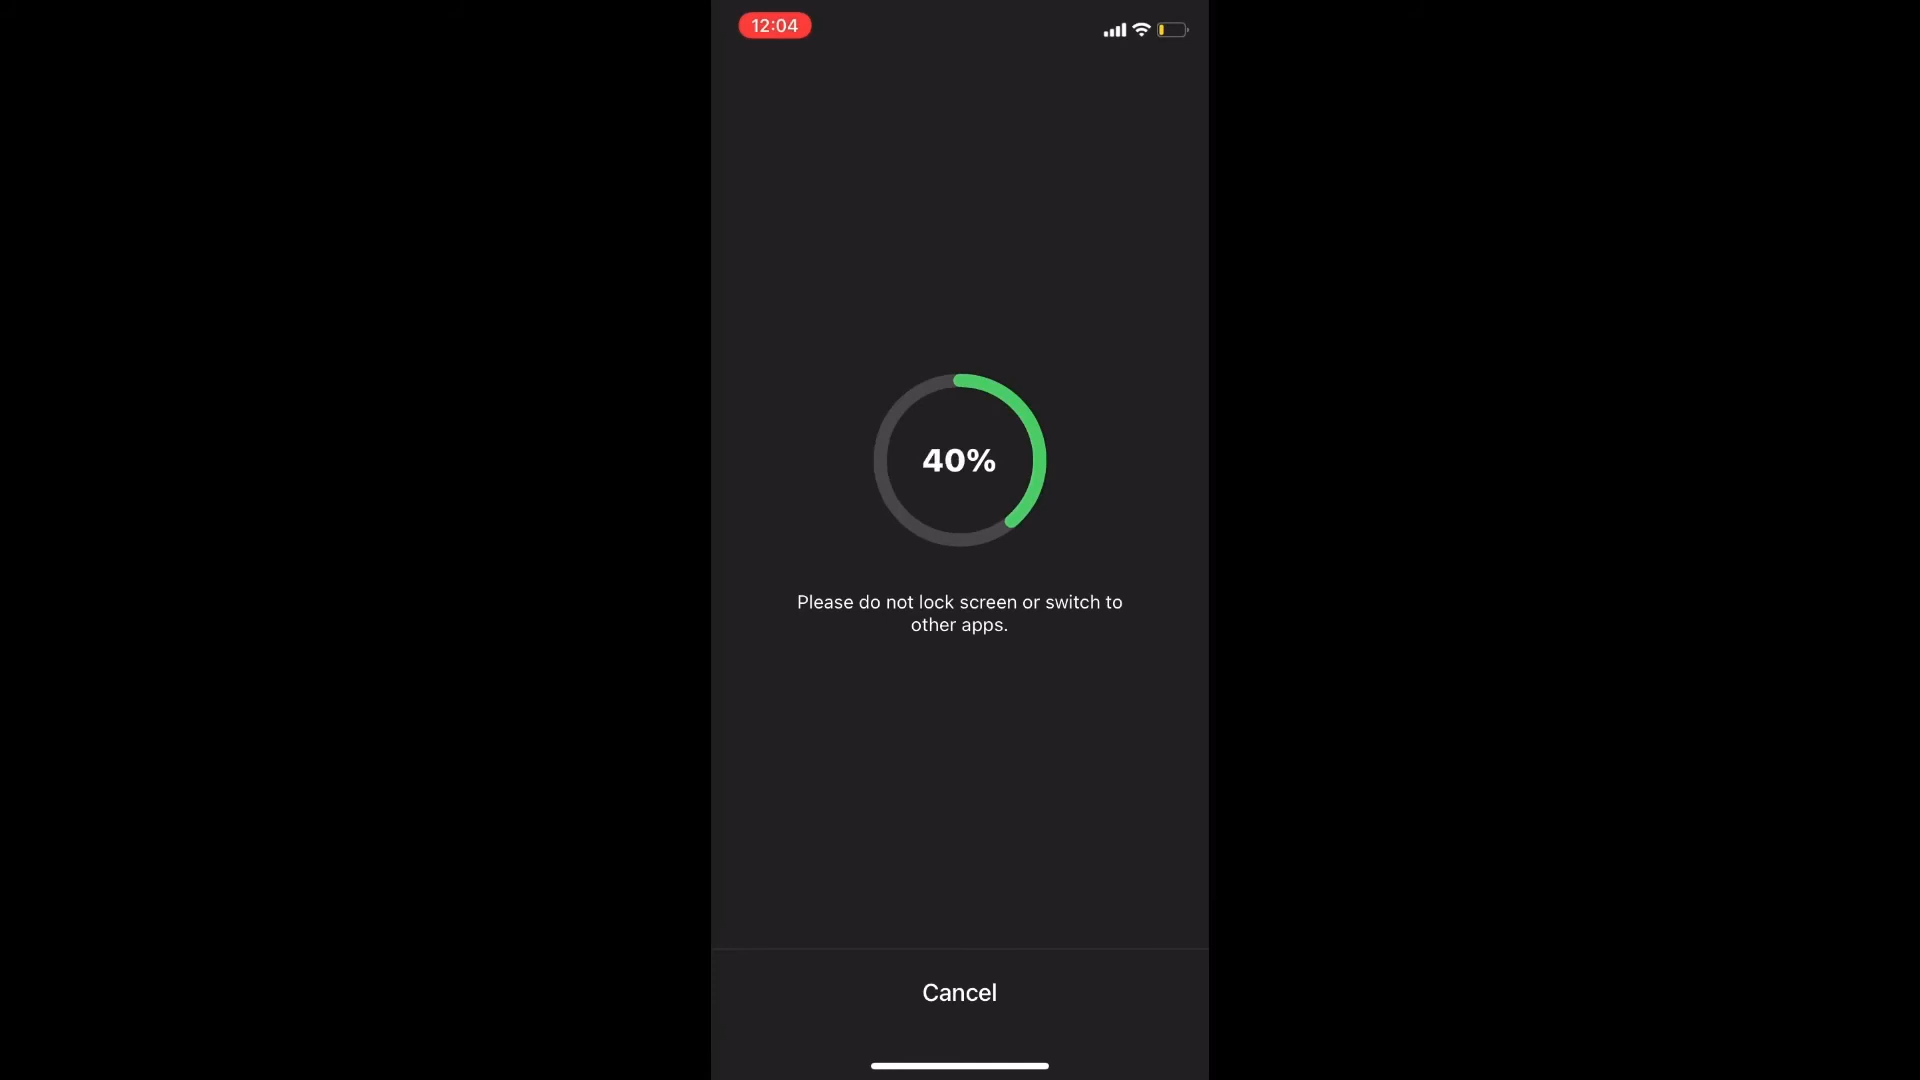 12:04
40%
Please do not lock screen or switch to
other apps.
Cancel